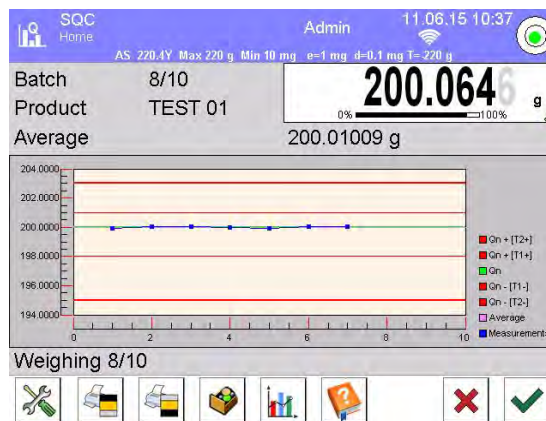 SQC
Home
Admin
11.06.15 10:37
AS 220.4Y Max 220 g Min 10 mg e=1 mg d=0.1 mg T= 220 g
Batch 8/10
Product TEST 01
200.0646 g
0% 100%
Average 200.01009 g
204.0000
202.0000
200.0000
198.0000
196.0000
194.0000
0 2 4 6 8 10
Qn + [T2+]
Qn + [T1+]
Qn
Qn - [T1-]
Qn - [T2-]
Average
Measurement
Weighing 8/10